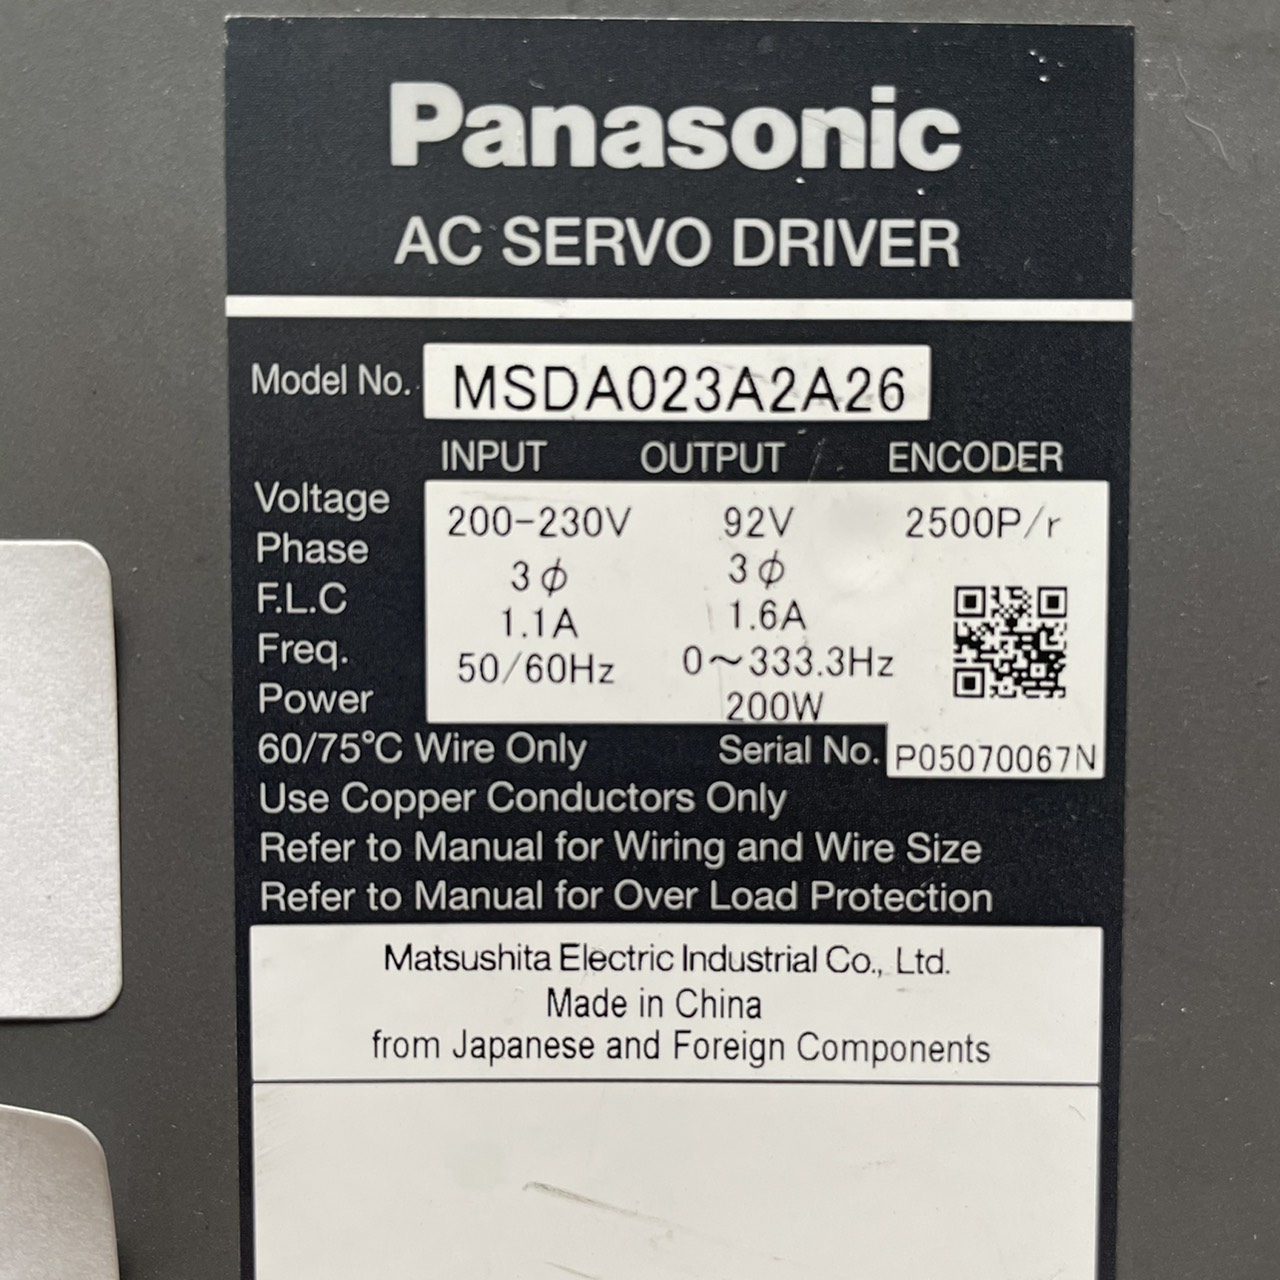 Panasonic
AC SERVO DRIVER
Model No. MSDA023A2A26
INPUT OUTPUT ENCODER
Voltage 200-230V 92V 2500P/r
Phase 3ϕ 3ϕ
F.L.C 1.1A 1.6A
Freq. 50/60Hz 0～333.3Hz
Power 200W
60/75°C Wire Only Serial No. P05070067N
Use Copper Conductors Only
Refer to Manual for Wiring and Wire Size
Refer to Manual for Over Load Protection
Matsushita Electric Industrial Co., Ltd.
Made in China
from Japanese and Foreign Components